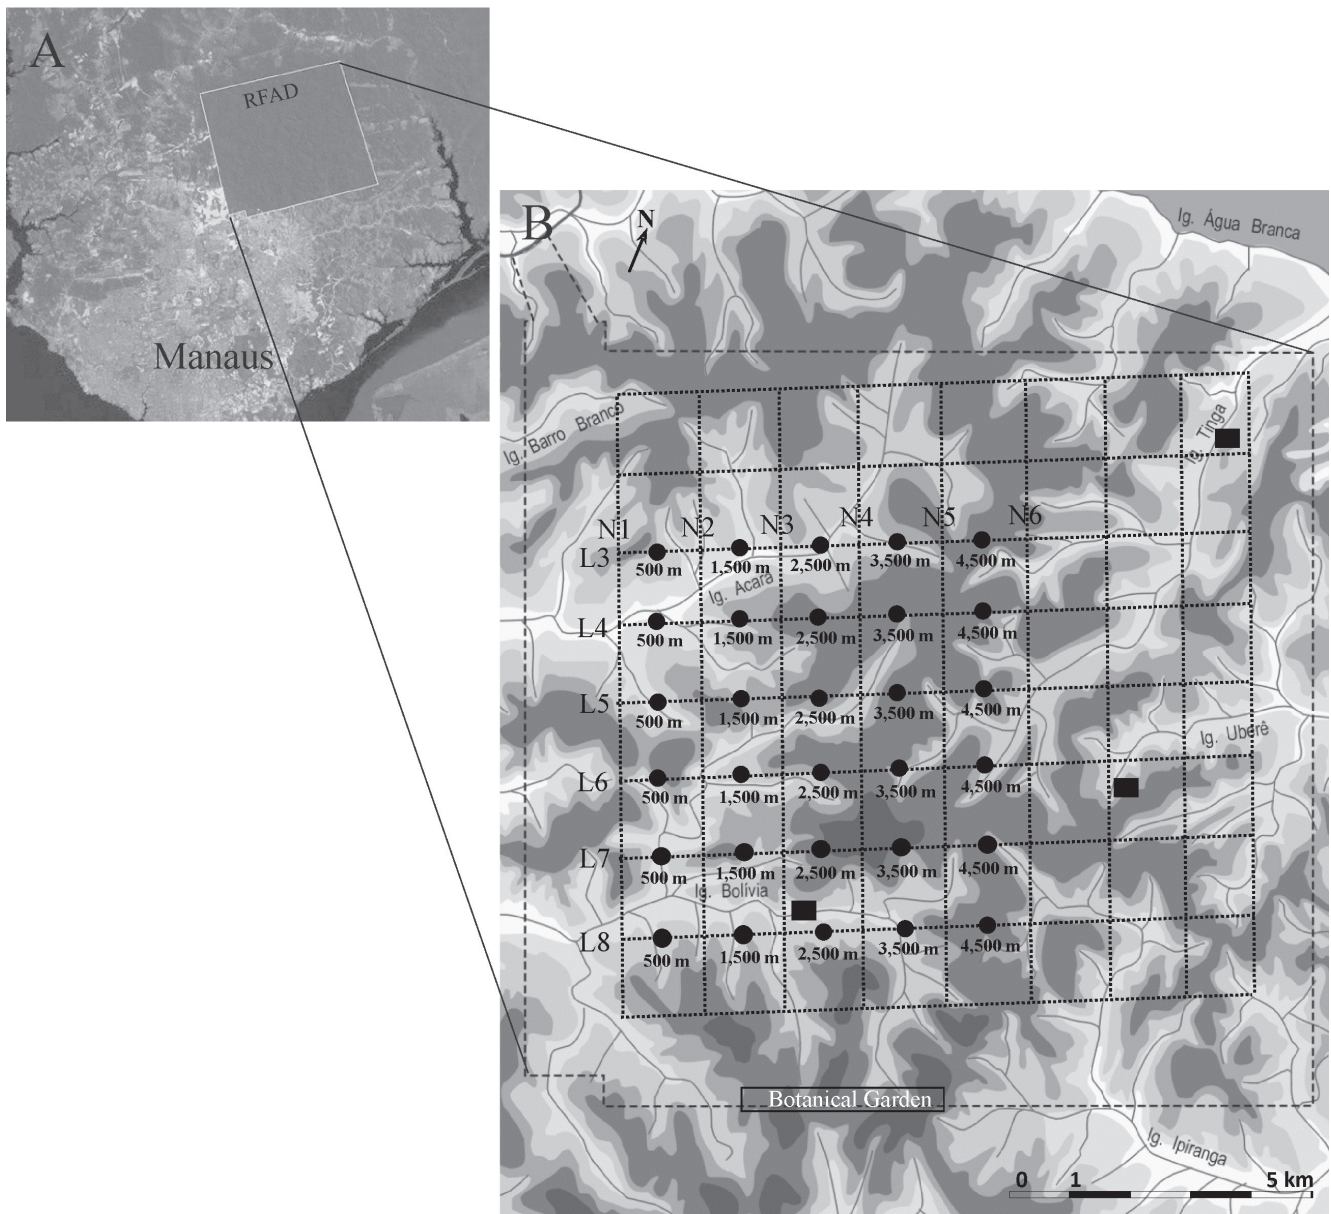 A
RFAD
Manaus
B
N
Ig. Água Branca
Ig. Barro Branco
Ig. Tinga
N1 N2 N3 N4 N5 N6
L3
500 m 1,500 m 2,500 m 3,500 m 4,500 m
Ig. Acará
L4
500 m 1,500 m 2,500 m 3,500 m 4,500 m
L5
500 m 1,500 m 2,500 m 3,500 m 4,500 m
Ig. Uberê
L6
500 m 1,500 m 2,500 m 3,500 m 4,500 m
L7
500 m 1,500 m 2,500 m 3,500 m 4,500 m
Ig. Bolívia
L8
500 m 1,500 m 2,500 m 3,500 m 4,500 m
Botanical Garden
Ig. Ipiranga
0 1 5 km